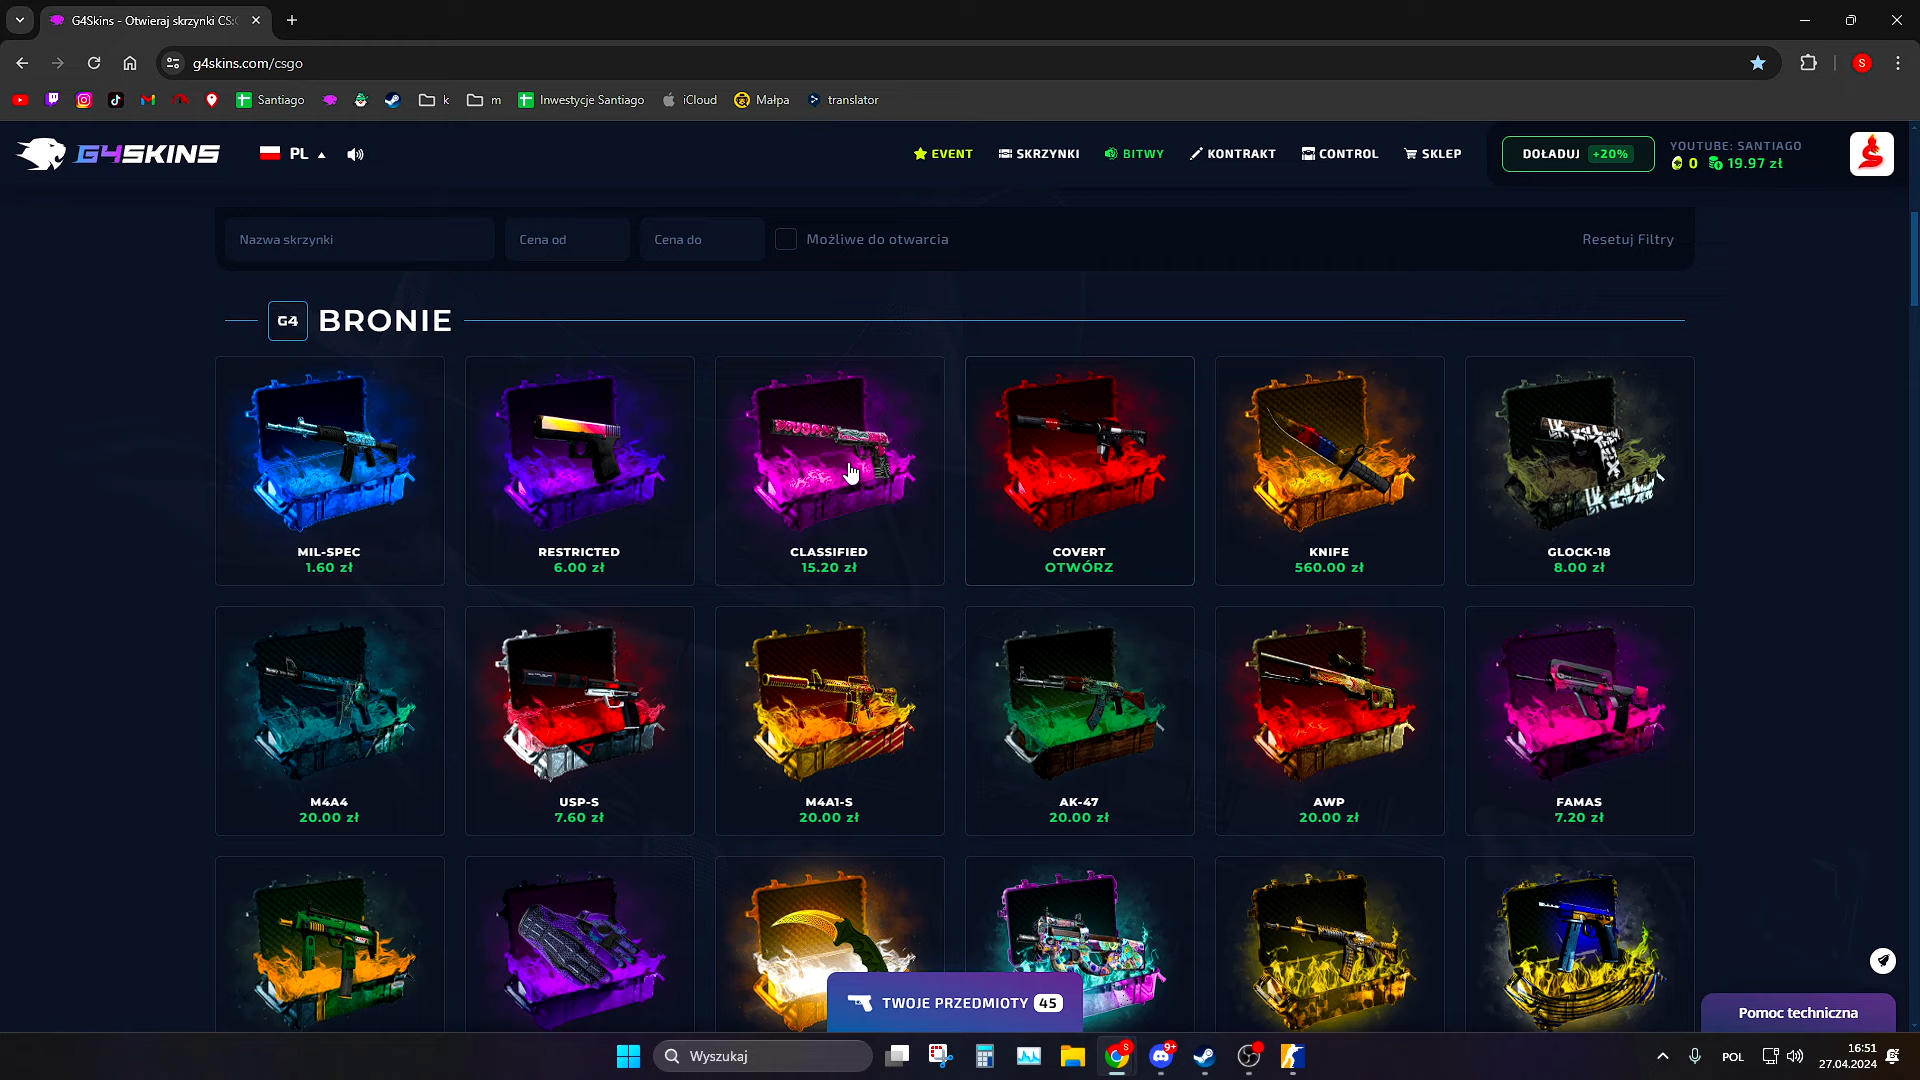 G4Skins - Otwieraj skrzynki CS:
g4skins.com/csgo
S
Santiago
k
m
Inwestycje Santiago
iCloud
Małpa
translator
G4SKINS
PL
EVENT
SKRZYNKI
BITWY
KONTRAKT
CONTROL
SKLEP
DOŁADUJ +20%
YOUTUBE: SANTIAGO
0 19.97 zł
Nazwa skrzynki
Cena od
Cena do
Możliwe do otwarcia
Resetuj Filtry
G4 BRONIE
MIL-SPEC
1.60 zł
RESTRICTED
6.00 zł
CLASSIFIED
15.20 zł
COVERT
OTWÓRZ
KNIFE
560.00 zł
GLOCK-18
8.00 zł
M4A4
20.00 zł
USP-S
7.60 zł
M4A1-S
20.00 zł
AK-47
20.00 zł
AWP
20.00 zł
FAMAS
7.20 zł
TWOJE PRZEDMIOTY 45
Pomoc techniczna
Wyszukaj
S
9+
POL
16:51
27.04.2024